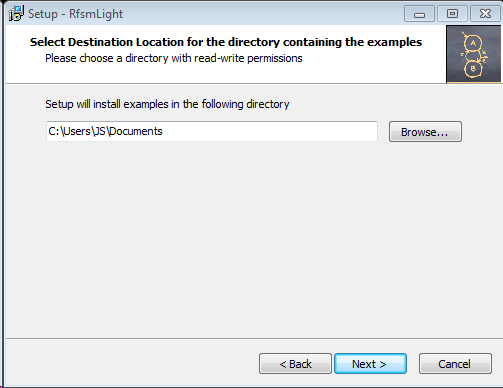 Setup - RfsmLight
Select Destination Location for the directory containing the examples
Please choose a directory with read-write permissions
A
B
Setup will install examples in the following directory
C:\Users\JS\Documents
Browse...
< Back
Next >
Cancel